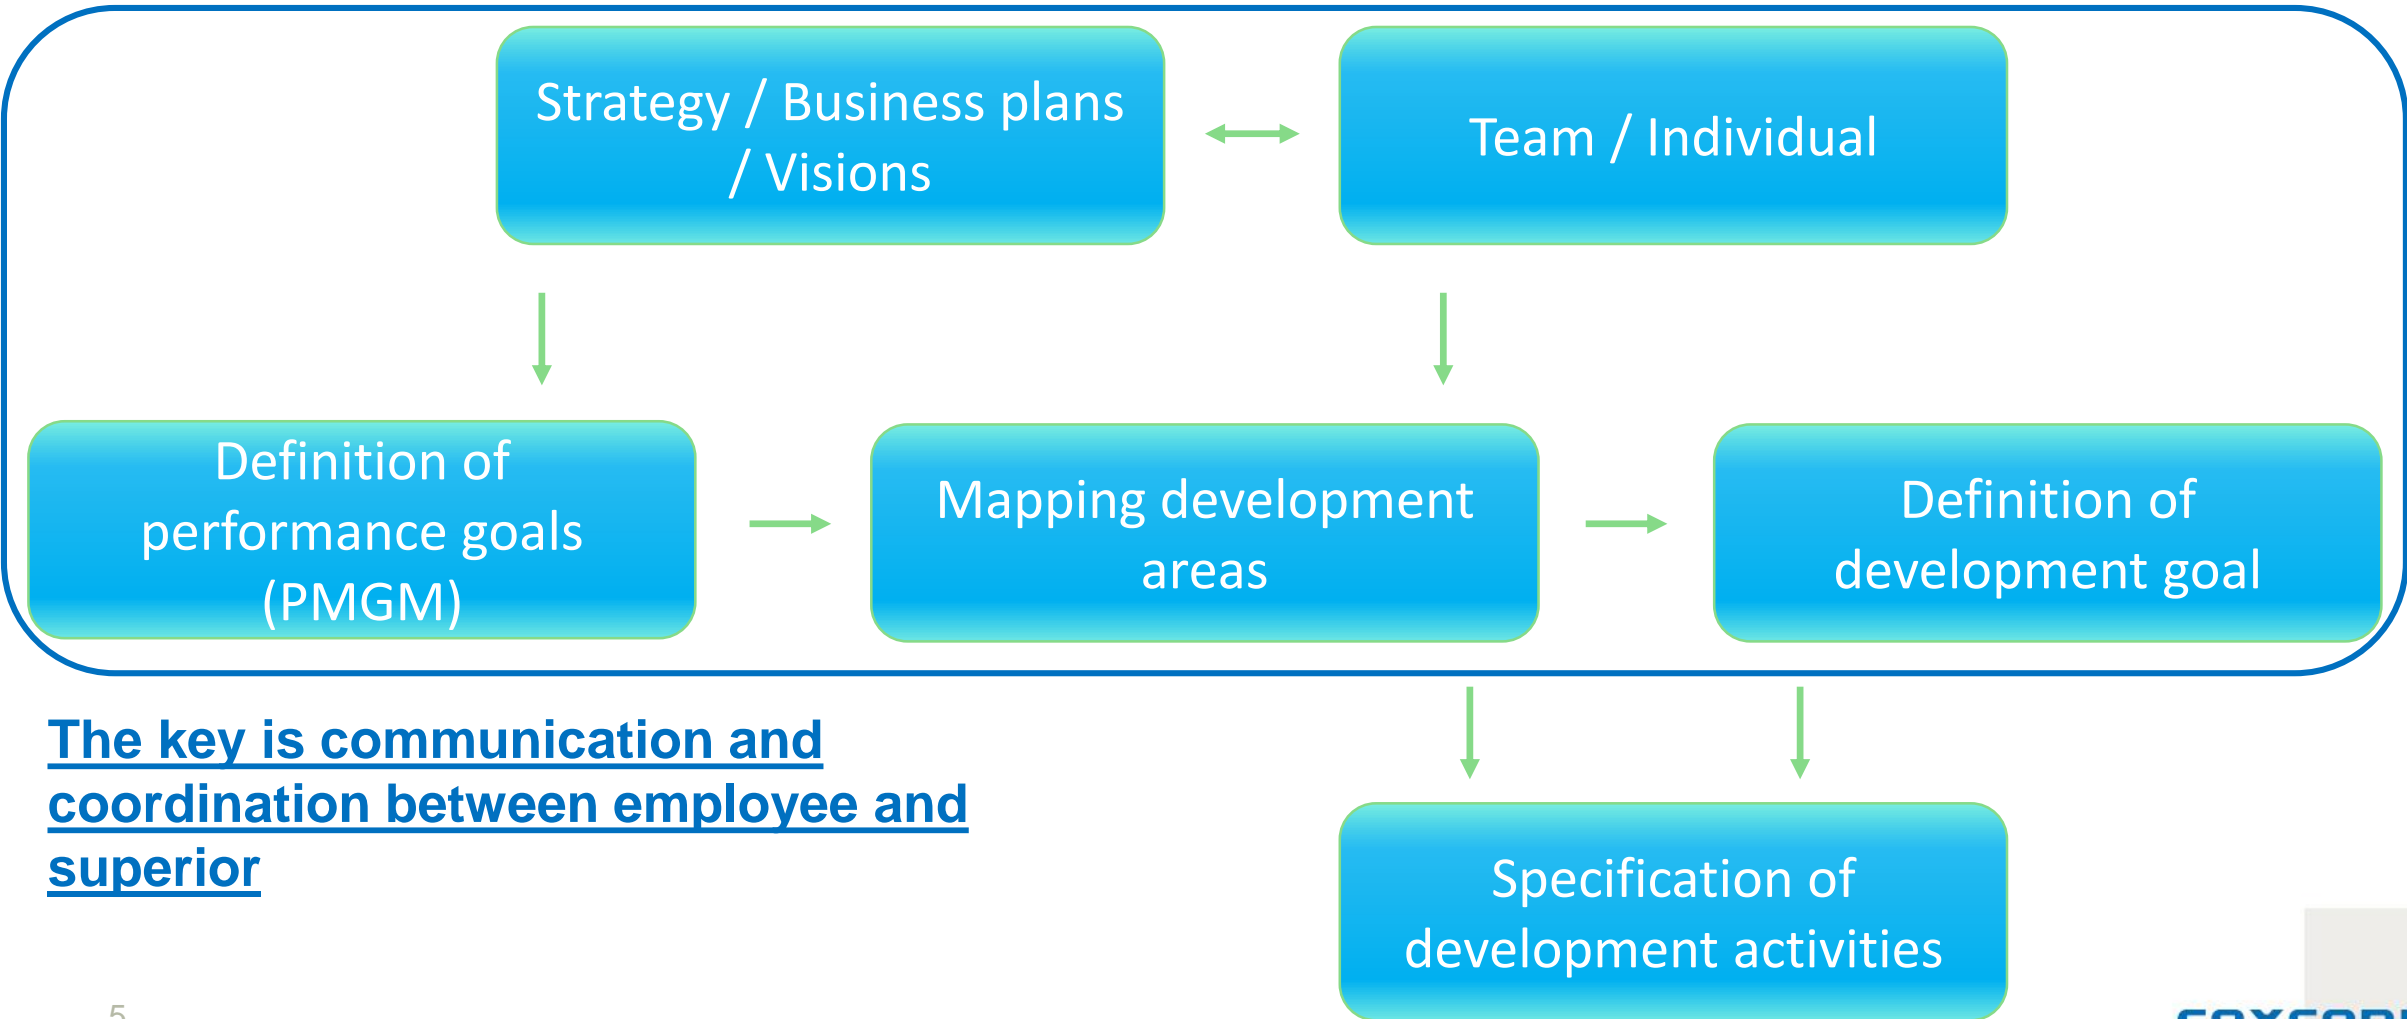 Strategy / Business plans
/ Visions
Team / Individual
Definition of
performance goals
(PMGM)
Mapping development
areas
Definition of
development goal
The key is communication and
coordination between employee and
superior
Specification of
development activities
5